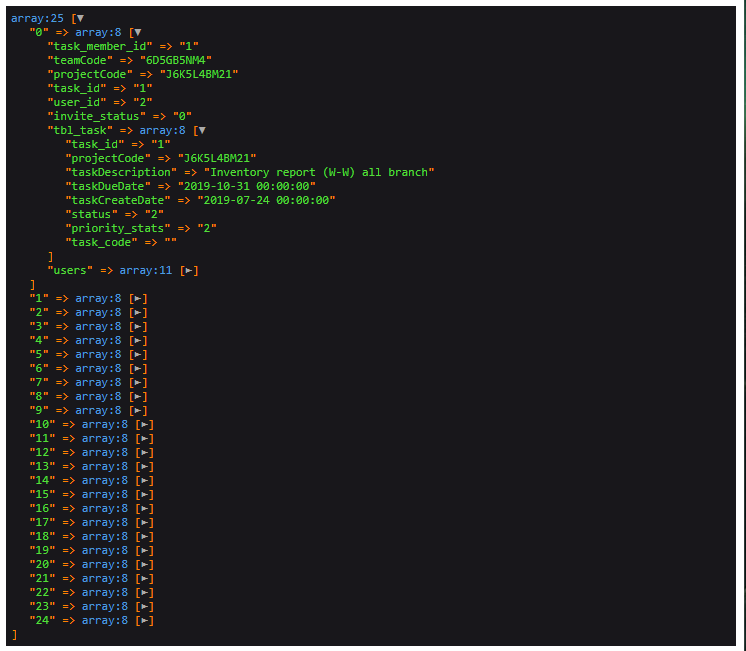 array:25 [▼
"0" => array:8 [▼
"task_member_id" => "1"
"teamCode" => "6D5GB5NM4"
"projectCode" => "J6K5L4BM21"
"task_id" => "1"
"user_id" => "2"
"invite_status" => "0"
"tbl_task" => array:8 [▼
"task_id" => "1"
"projectCode" => "J6K5L4BM21"
"taskDescription" => "Inventory report (W-W) all branch"
"taskDueDate" => "2019-10-31 00:00:00"
"taskCreateDate" => "2019-07-24 00:00:00"
"status" => "2"
"priority_stats" => "2"
"task_code" => ""
]
"users" => array:11 [►]
]
"1" => array:8 [►]
"2" => array:8 [►]
"3" => array:8 [►]
"4" => array:8 [►]
"5" => array:8 [►]
"6" => array:8 [►]
"7" => array:8 [►]
"8" => array:8 [►]
"9" => array:8 [►]
"10" => array:8 [►]
"11" => array:8 [►]
"12" => array:8 [►]
"13" => array:8 [►]
"14" => array:8 [►]
"15" => array:8 [►]
"16" => array:8 [►]
"17" => array:8 [►]
"18" => array:8 [►]
"19" => array:8 [►]
"20" => array:8 [►]
"21" => array:8 [►]
"22" => array:8 [►]
"23" => array:8 [►]
"24" => array:8 [►]
]